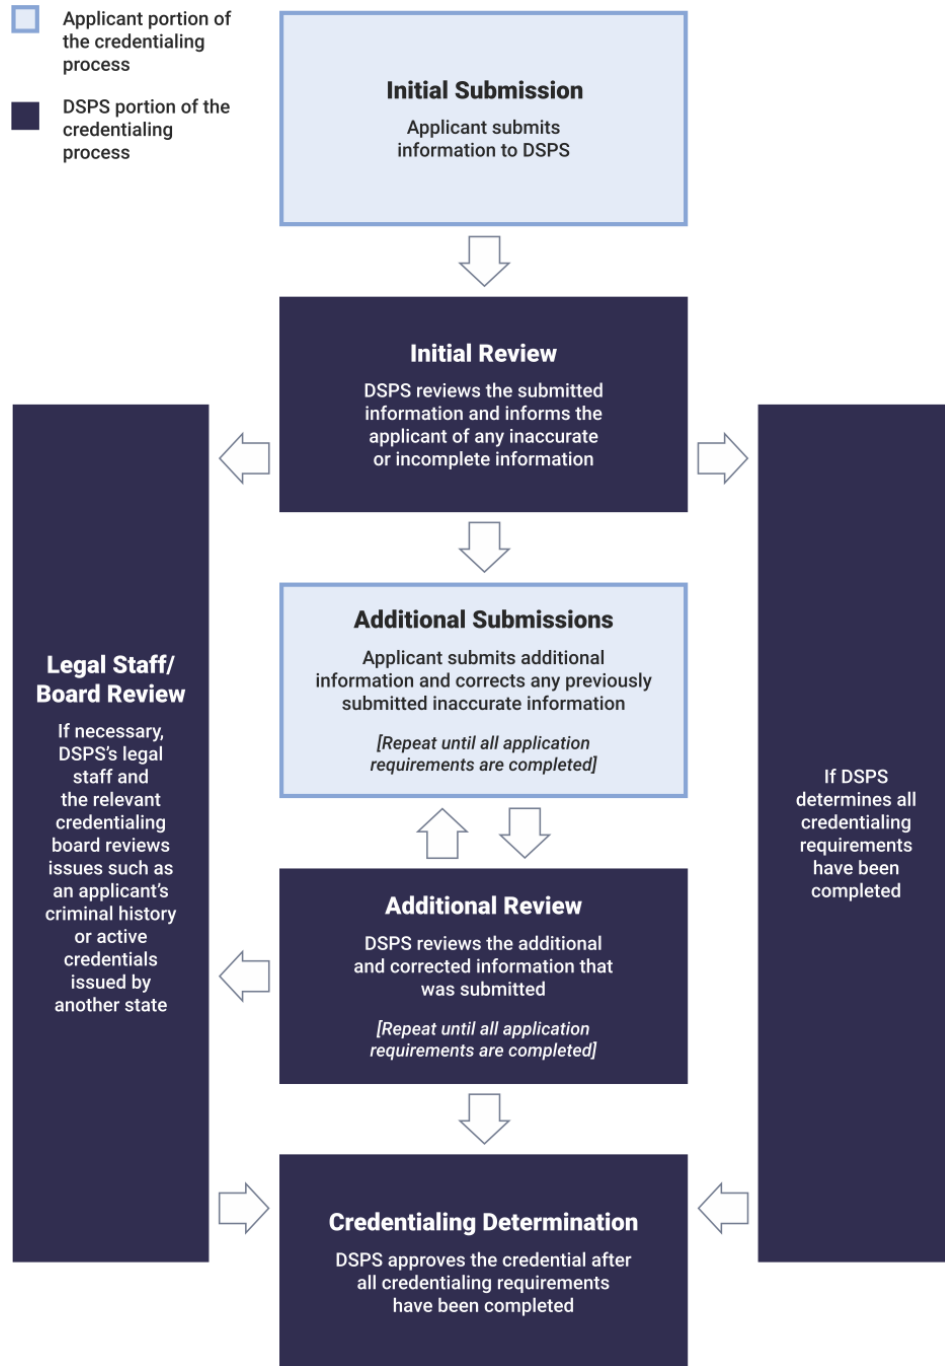 Applicant portion of
the credentialing
process
DSPS portion of the
credentialing
process
Initial Submission
Applicant submits
information to DSPS
Initial Review
DSPS reviews the submitted
information and informs the
applicant of any inaccurate
or incomplete information
Additional Submissions
Applicant submits additional
information and corrects any previously
submitted inaccurate information
[Repeat until all application
requirements are completed]
Legal Staff/
Board Review
If necessary,
DSPS's legal
staff and
the relevant
credentialing
board reviews
issues such as
an applicant's
criminal history
or active
credentials
issued by
another state
If DSPS
determines all
credentialing
requirements
have been
completed
Additional Review
DSPS reviews the additional
and corrected information that
was submitted
[Repeat until all application
requirements are completed]
Credentialing Determination
DSPS approves the credential after
all credentialing requirements
have been completed